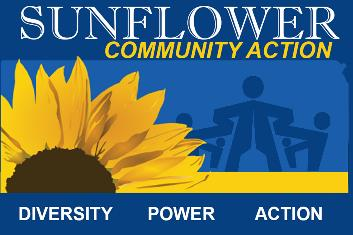 SUNFLOWER
COMMUNITY ACTION
DIVERSITY POWER ACTION